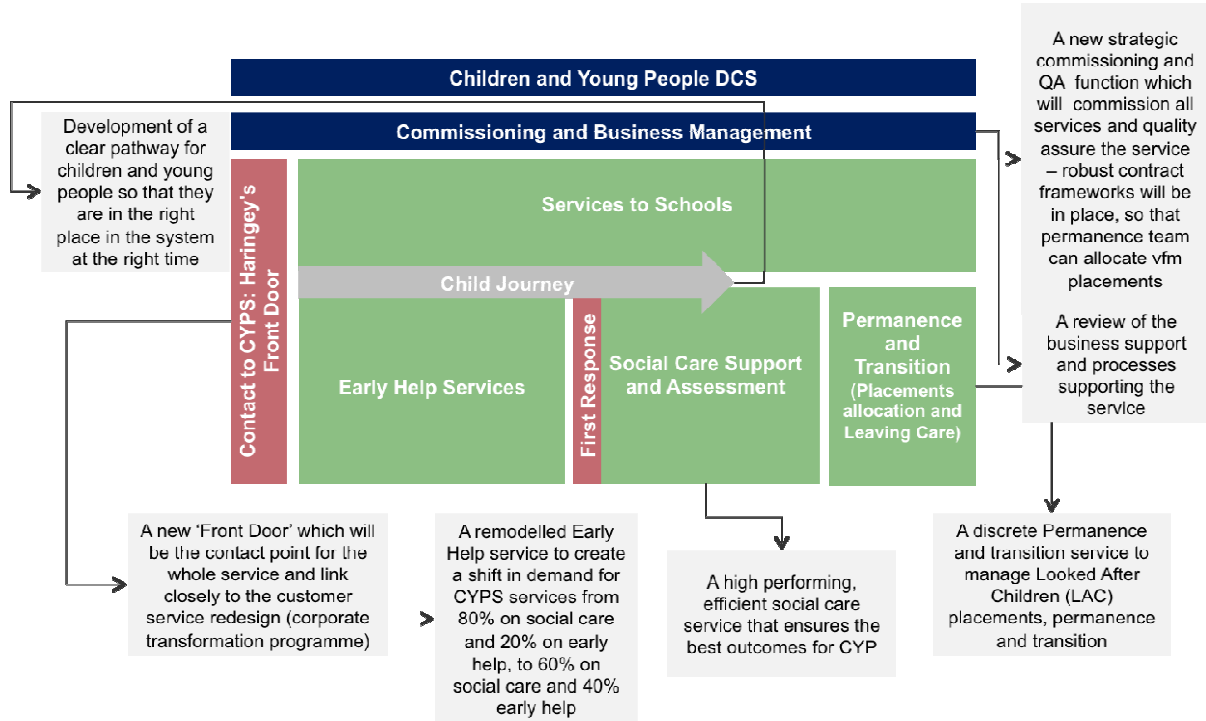 Children and Young People DCS
Commissioning and Business Management
Development of a
clear pathway for
children and young
people so that they
are in the right
place in the system
at the right time
Contact to CYPS: Haringey's
Front Door
Services to Schools
Child Journey
Early Help Services
First Response
Social Care Support
and Assessment
Permanence
and
Transition
(Placements
allocation and
Leaving Care)
A new strategic
commissioning and
QA function which
will commission all
services and quality
assure the service
– robust contract
frameworks will be
in place, so that
permanence team
can allocate vfm
placements
A review of the
business support
and processes
supporting the
service
A new ‘Front Door’ which will
be the contact point for the
whole service and link
closely to the customer
service redesign (corporate
transformation programme)
A remodelled Early
Help service to create
a shift in demand for
CYPS services from
80% on social care
and 20% on early
help, to 60% on
social care and 40%
early help
A high performing,
efficient social care
service that ensures the
best outcomes for CYP
A discrete Permanence
and transition service to
manage Looked After
Children (LAC)
placements, permanence
and transition